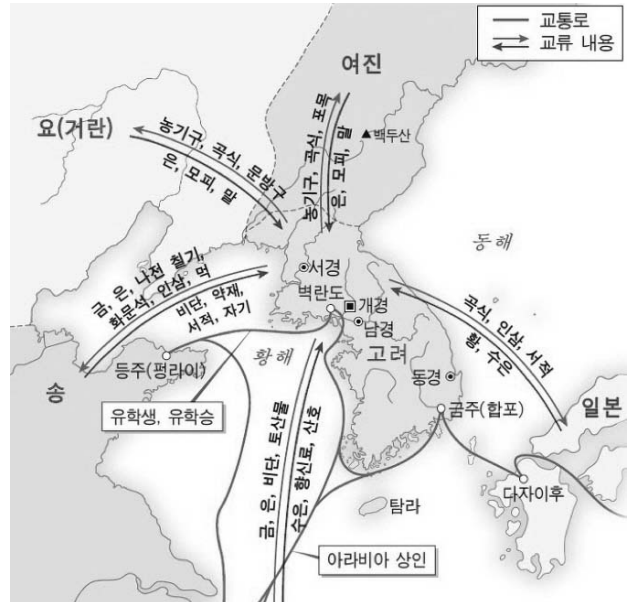 교통로
교류 내용
여진
백두산
요(거란)
농기구, 곡식, 문방구
은, 모피, 말
농기구, 곡식, 포목
은, 모피, 말
동해
서경
벽란도
개경
남경
고려
동경
금주(합포)
금, 은, 나전 칠기,
화문석, 인삼, 먹
비단, 약재,
서적, 자기
곡식, 인삼, 서적
황, 수은
황해
등주(펑라이)
송
유학생, 유학승
일본
다자이후
탐라
금, 은, 비단, 토산물
수은, 향신료, 산호
아라비아 상인